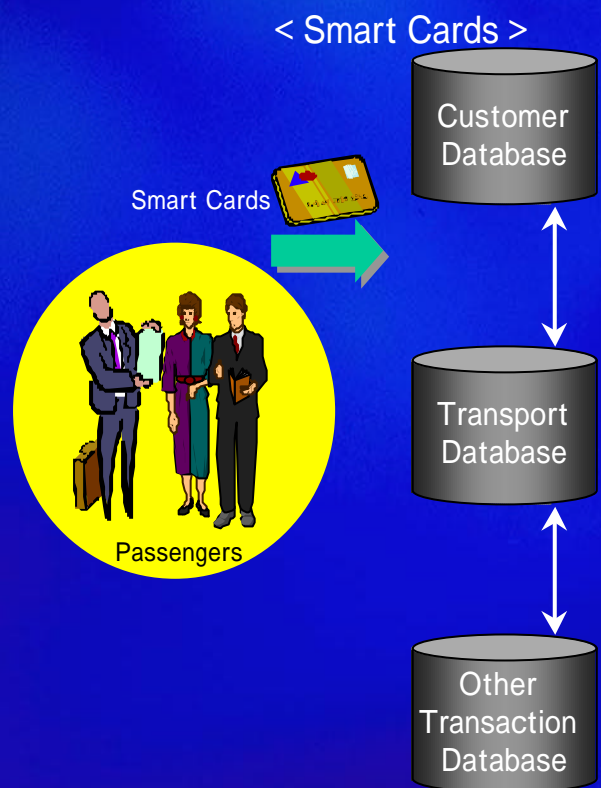 < Smart Cards >
Customer
Database
Smart Cards
Transport
Database
Passengers
Other
Transaction
Database